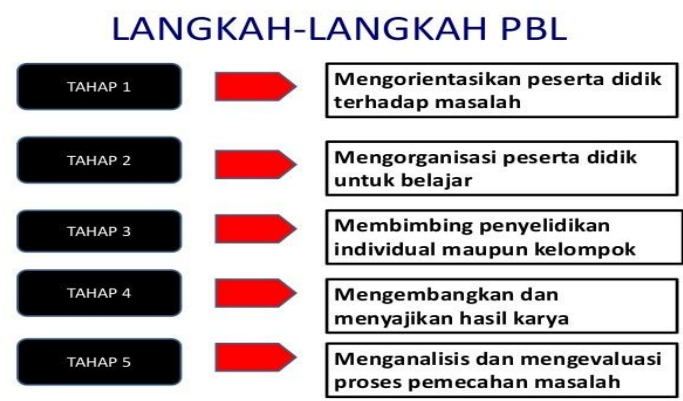 LANGKAH-LANGKAH PBL
TAHAP 1
Mengorientasikan peserta didik
terhadap masalah
TAHAP 2
Mengorganisasi peserta didik
untuk belajar
TAHAP 3
Membimbing penyelidikan
individual maupun kelompok
TAHAP 4
Mengembangkan dan
menyajikan hasil karya
TAHAP 5
Menganalisis dan mengevaluasi
proses pemecahan masalah